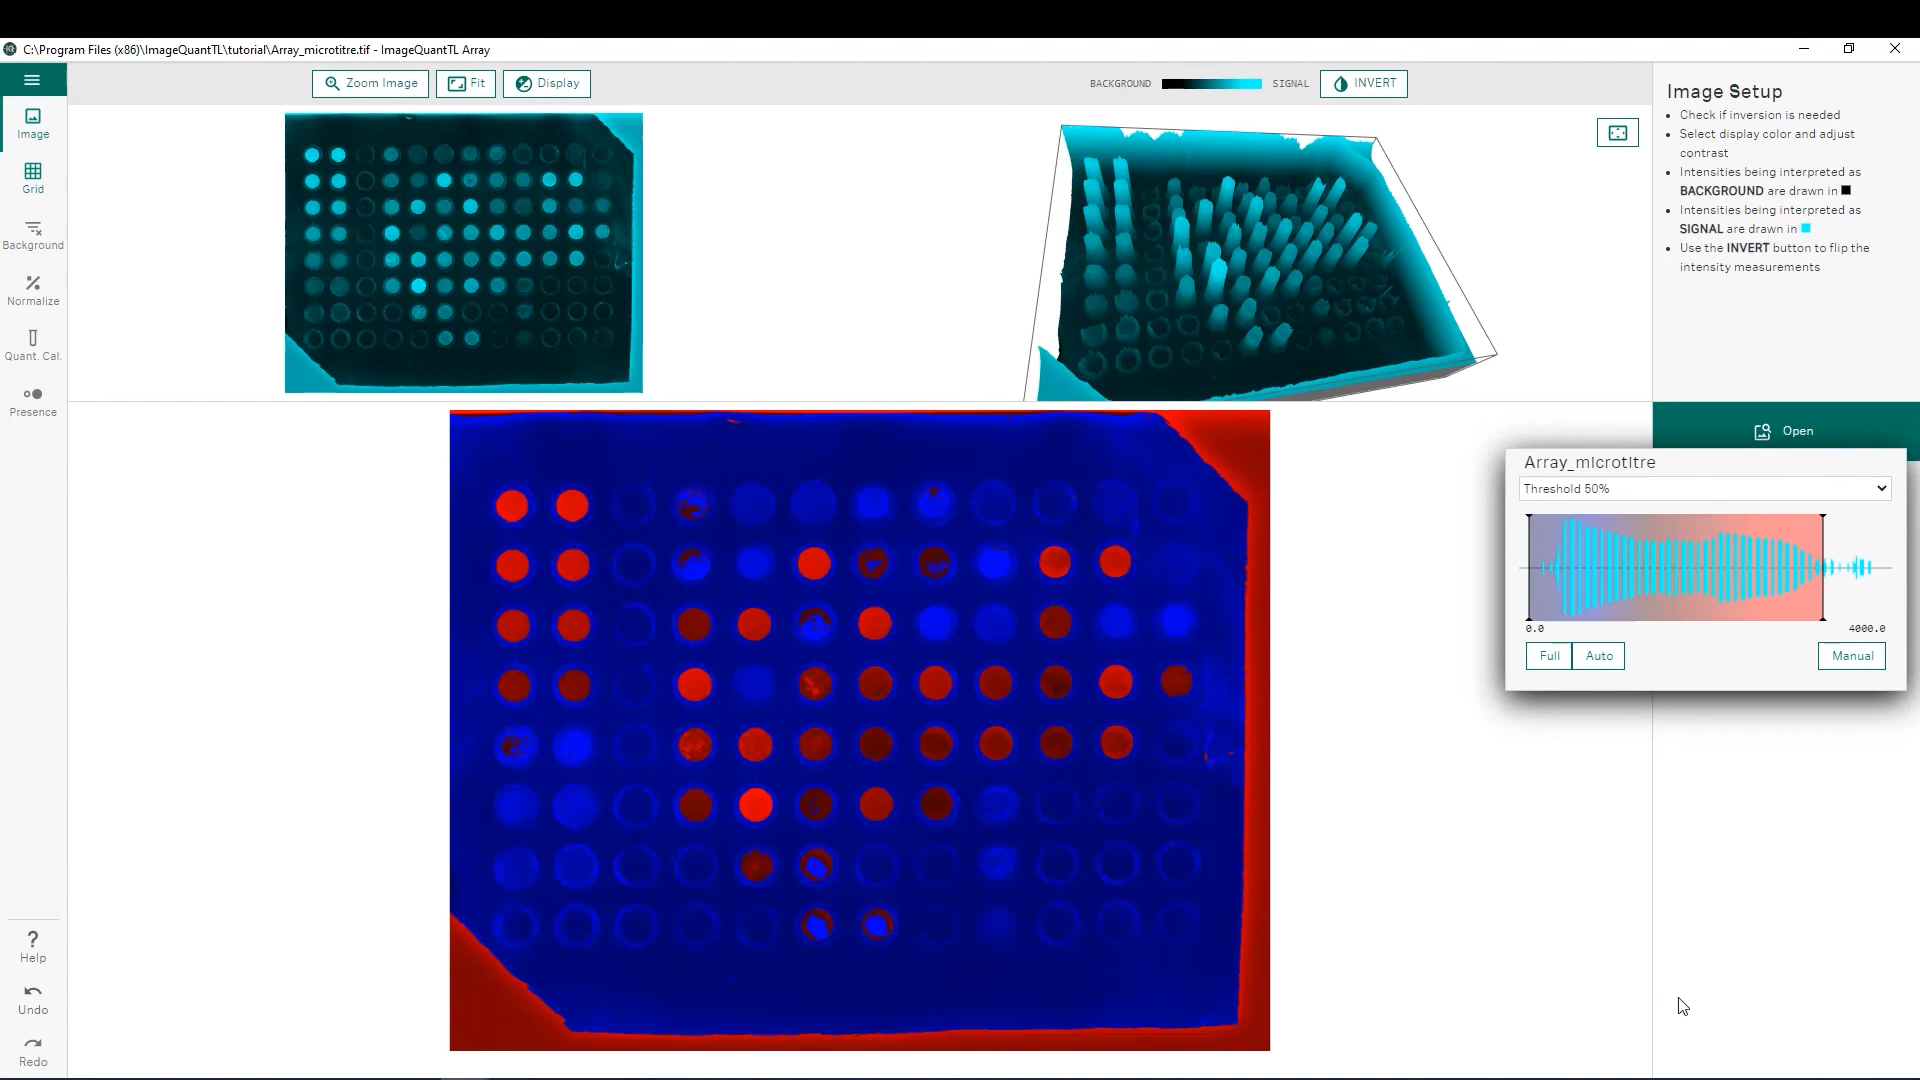 C:\Program Files (x86)\ImageQuantTL\tutorial\Array_microtitre.tif - ImageQuantTL Array
Zoom Image
Fit
Display
BACKGROUND
SIGNAL
INVERT
Image
Grid
Background
Normalize
Quant. Cal.
Presence
Help
Undo
Redo
Image Setup
Check if inversion is needed
Select display color and adjust
contrast
Intensities being interpreted as
BACKGROUND are drawn in
Intensities being interpreted as
SIGNAL are drawn in
Use the INVERT button to flip the
intensity measurements
Open
Array_microtitre
Threshold 50%
0.0
4000.0
Full
Auto
Manual